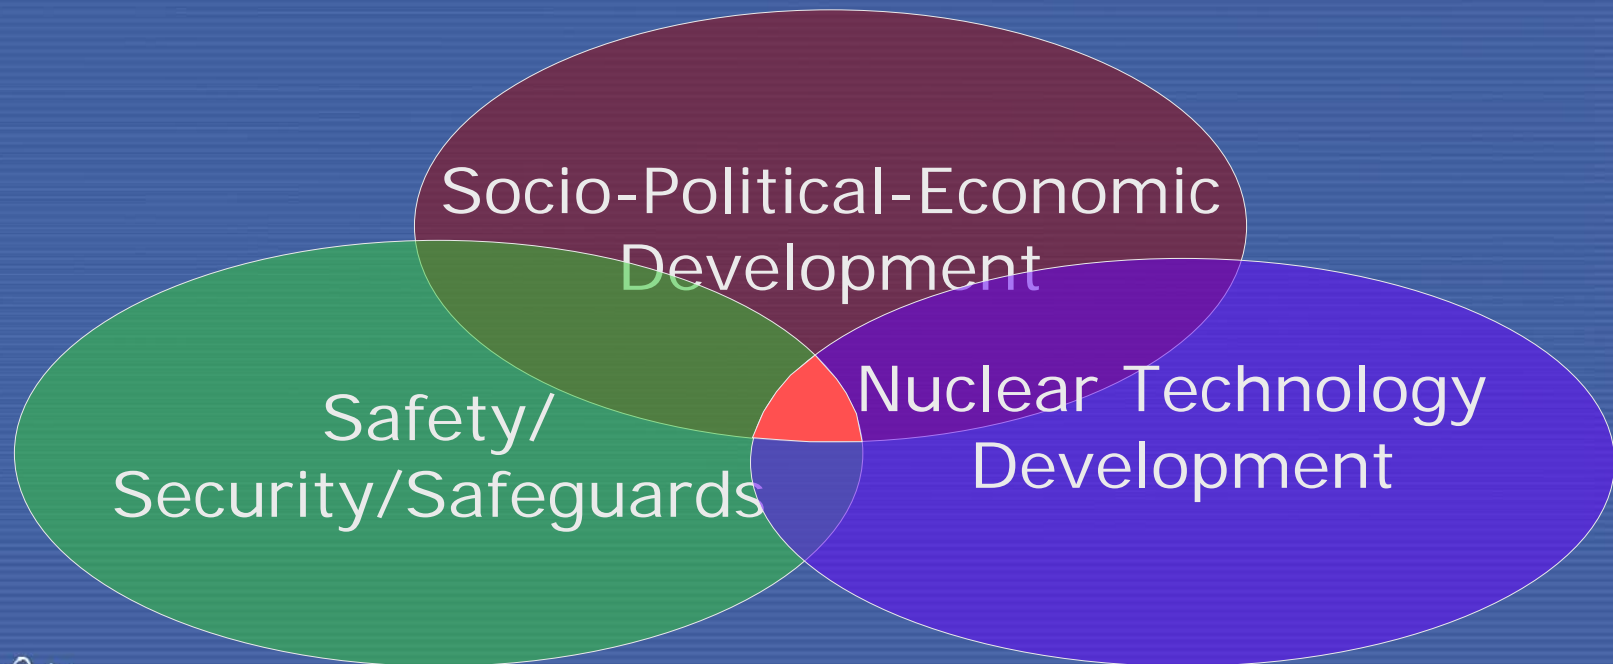 Socio-Political-Economic
Development
Safety/
Security/Safeguards
Nuclear Technology
Development